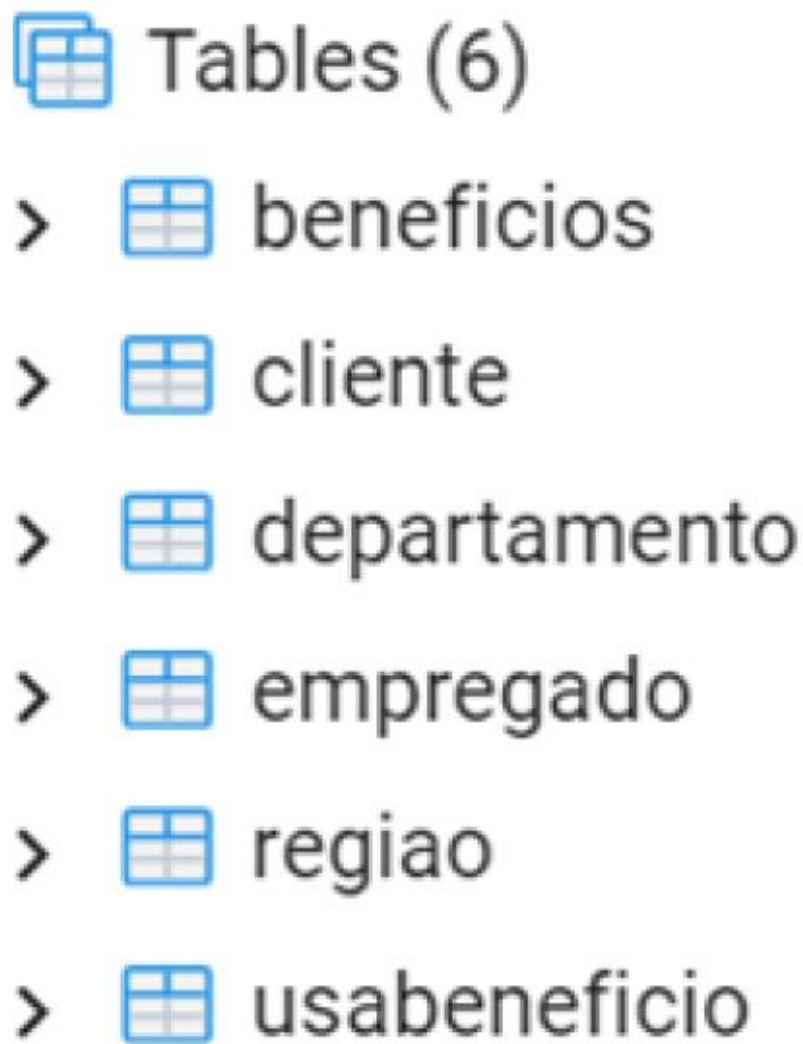 Tables (6)
beneficios
cliente
departamento
empregado
regiao
usabeneficio